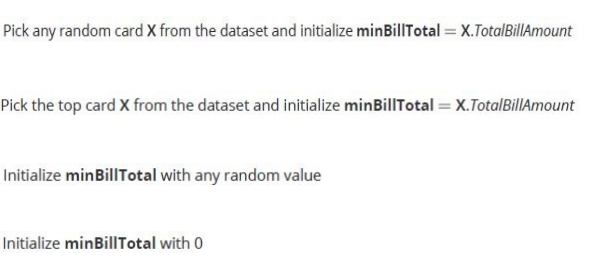 Pick any random card X from the dataset and initialize minBillTotal = X.TotalBillAmount
Pick the top card X from the dataset and initialize minBillTotal = X.TotalBillAmount
Initialize minBillTotal with any random value
Initialize minBillTotal with 0